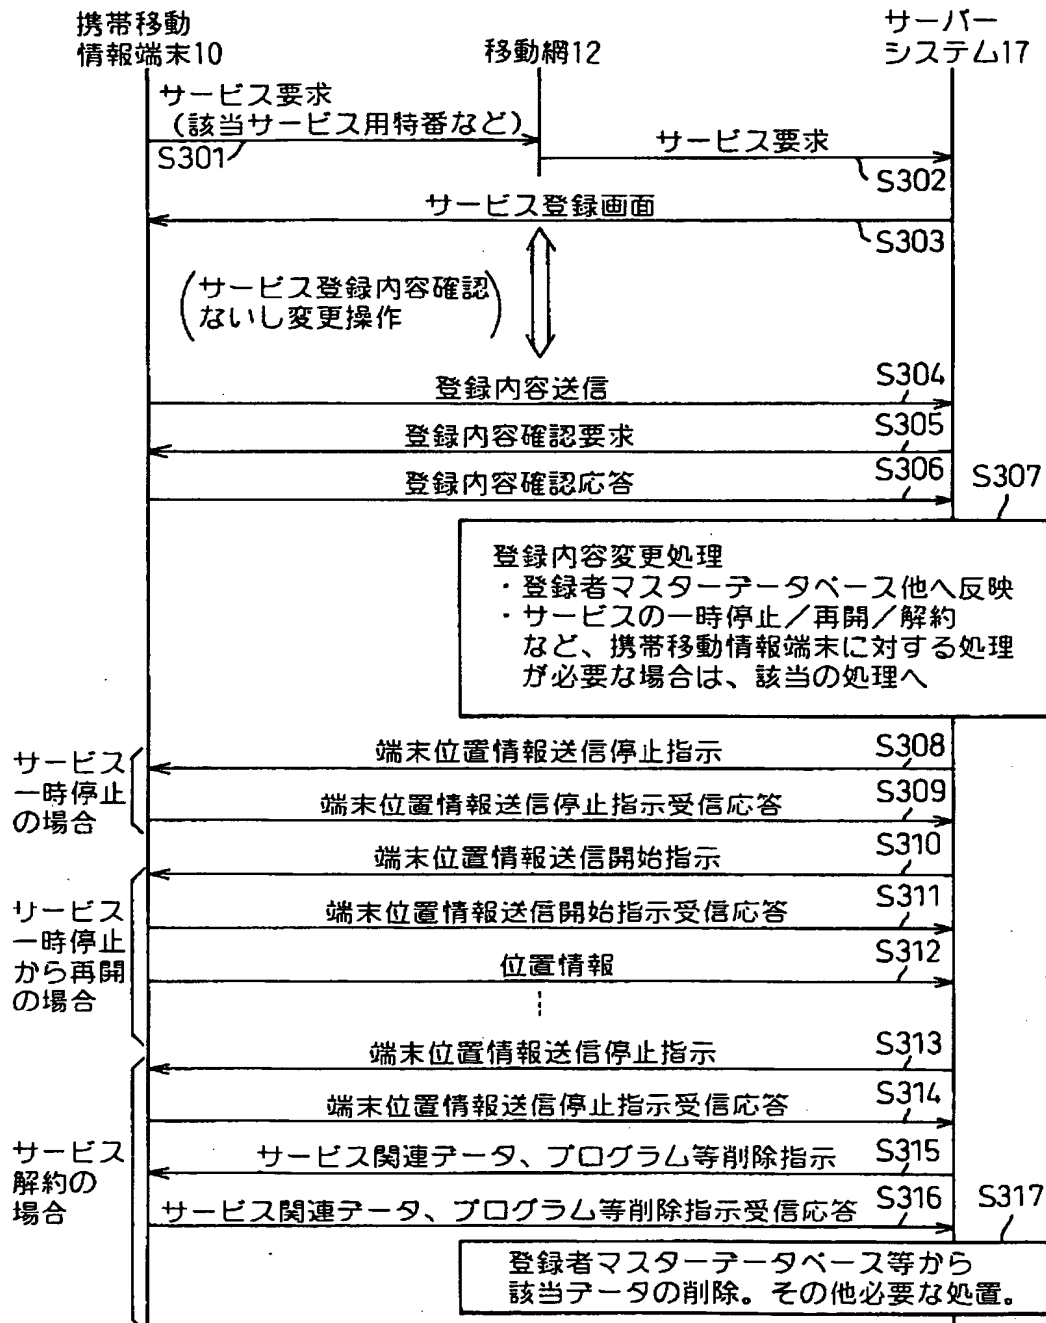 携帯移動
情報端末10
移動網12
サーバー
システム17
サービス要求
（該当サービス用特番など）
S301
サービス要求
S302
サービス登録画面
S303
サービス登録内容確認
ないし変更操作
登録内容送信
S304
登録内容確認要求
S305
登録内容確認応答
S306
S307
登録内容変更処理
・登録者マスターデータベース他へ反映
・サービスの一時停止／再開／解約
など、携帯移動情報端末に対する処理
が必要な場合は、該当の処理へ
サービス
一時停止
の場合
端末位置情報送信停止指示
S308
端末位置情報送信停止指示受信応答
S309
サービス
一時停止
から再開
の場合
端末位置情報送信開始指示
S310
端末位置情報送信開始指示受信応答
S311
位置情報
S312
サービス
解約の
場合
端末位置情報送信停止指示
S313
端末位置情報送信停止指示受信応答
S314
サービス関連データ、プログラム等削除指示
S315
サービス関連データ、プログラム等削除指示受信応答
S316
S317
登録者マスターデータベース等から
該当データの削除。その他必要な処置。